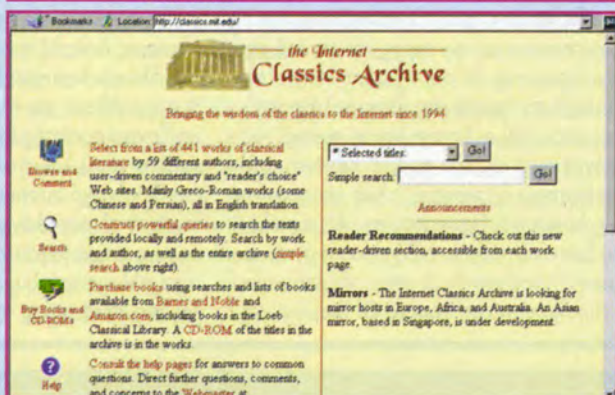 Bookmarks Location: http://classics.mit.edu/
the Internet
Classics Archive
Bringing the wisdom of the classics to the Internet since 1994
Browse and
Comment
Select from a list of 441 works of classical
literature by 59 different authors, including
user-driven commentary and "reader's choice"
Web sites. Mainly Greco-Roman works (some
Chinese and Persian), all in English translation.
Search
Construct powerful queries to search the texts
provided locally and remotely. Search by work
and author, as well as the entire archive (simple
search above right).
Buy Books and
CD-ROMs
Purchase books using searches and lists of books
available from Barnes and Noble and
Amazon.com, including books in the Loeb
Classical Library. A CD-ROM of the titles in the
archive is in the works.
Help
Consult the help pages for answers to common
questions. Direct further questions, comments,
and concerns to the Webmaster at
* Selected titles: Go!
Simple search: Go!
Announcements
Reader Recommendations - Check out this new
reader-driven section, accessible from each work
page.
Mirrors - The Internet Classics Archive is looking for
mirror hosts in Europe, Africa, and Australia. An Asian
mirror, based in Singapore, is under development.